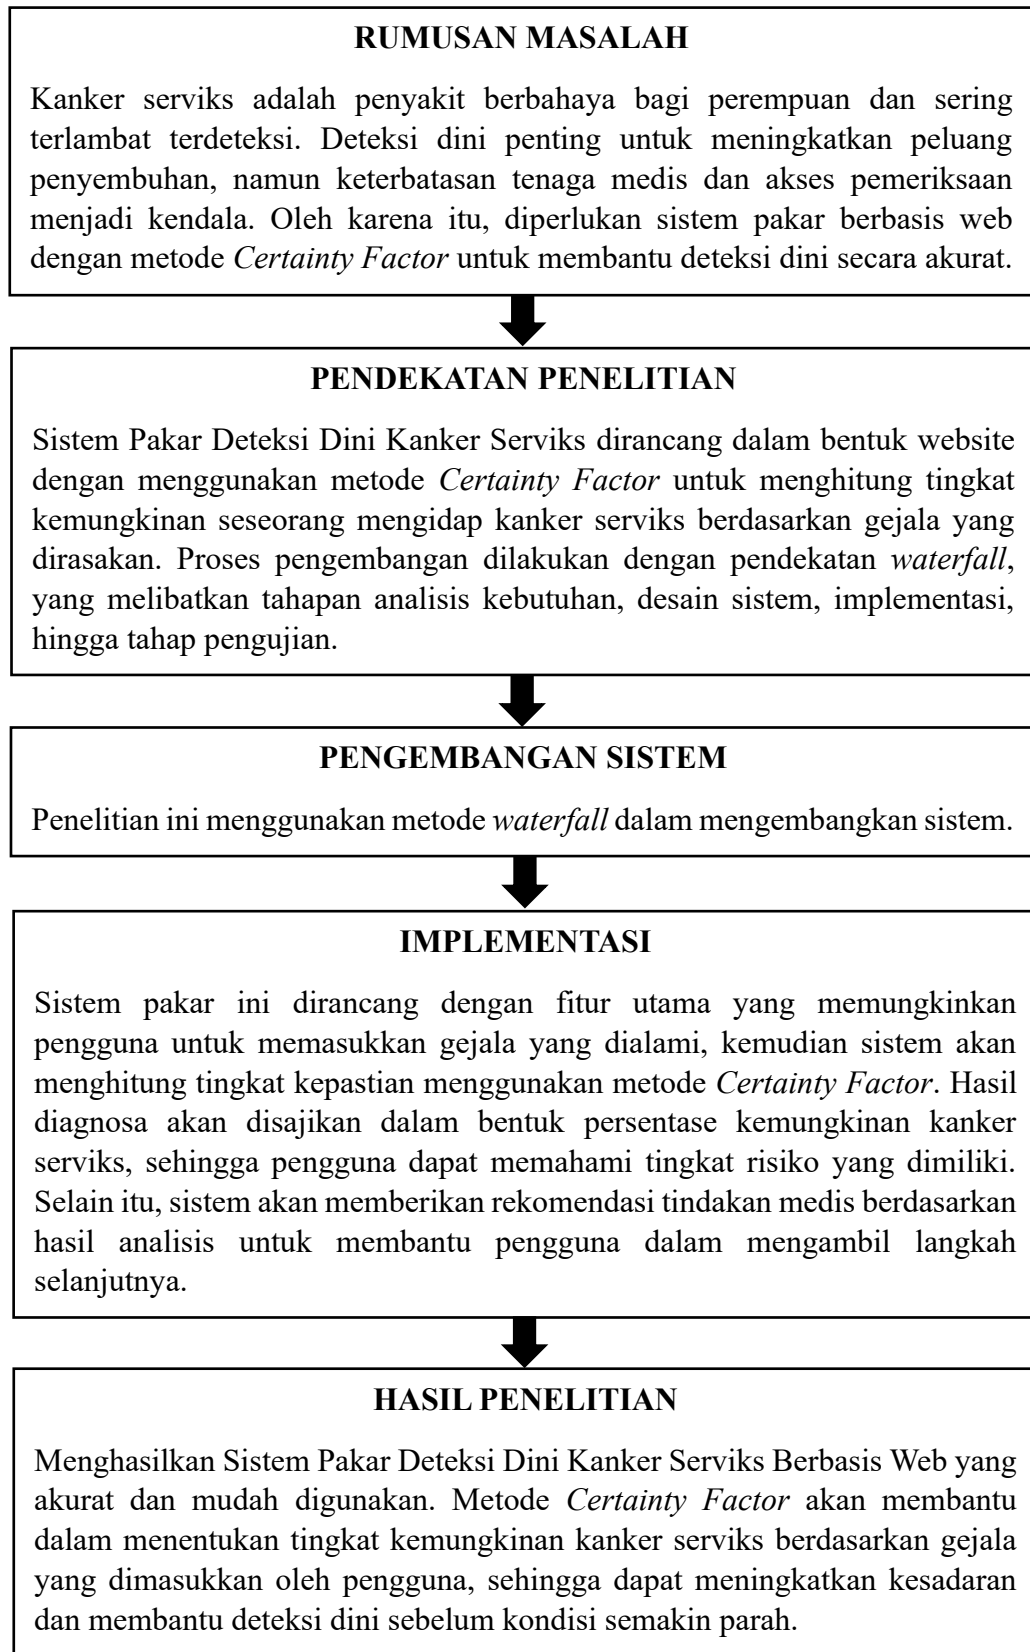 RUMUSAN MASALAH
Kanker serviks adalah penyakit berbahaya bagi perempuan dan sering
terlambat terdeteksi. Deteksi dini penting untuk meningkatkan peluang
penyembuhan, namun keterbatasan tenaga medis dan akses pemeriksaan
menjadi kendala. Oleh karena itu, diperlukan sistem pakar berbasis web
dengan metode Certainty Factor untuk membantu deteksi dini secara akurat.
PENDEKATAN PENELITIAN
Sistem Pakar Deteksi Dini Kanker Serviks dirancang dalam bentuk website
dengan menggunakan metode Certainty Factor untuk menghitung tingkat
kemungkinan seseorang mengidap kanker serviks berdasarkan gejala yang
dirasakan. Proses pengembangan dilakukan dengan pendekatan waterfall,
yang melibatkan tahapan analisis kebutuhan, desain sistem, implementasi,
hingga tahap pengujian.
PENGEMBANGAN SISTEM
Penelitian ini menggunakan metode waterfall dalam mengembangkan sistem.
IMPLEMENTASI
Sistem pakar ini dirancang dengan fitur utama yang memungkinkan
pengguna untuk memasukkan gejala yang dialami, kemudian sistem akan
menghitung tingkat kepastian menggunakan metode Certainty Factor. Hasil
diagnosa akan disajikan dalam bentuk persentase kemungkinan kanker
serviks, sehingga pengguna dapat memahami tingkat risiko yang dimiliki.
Selain itu, sistem akan memberikan rekomendasi tindakan medis berdasarkan
hasil analisis untuk membantu pengguna dalam mengambil langkah
selanjutnya.
HASIL PENELITIAN
Menghasilkan Sistem Pakar Deteksi Dini Kanker Serviks Berbasis Web yang
akurat dan mudah digunakan. Metode Certainty Factor akan membantu
dalam menentukan tingkat kemungkinan kanker serviks berdasarkan gejala
yang dimasukkan oleh pengguna, sehingga dapat meningkatkan kesadaran
dan membantu deteksi dini sebelum kondisi semakin parah.